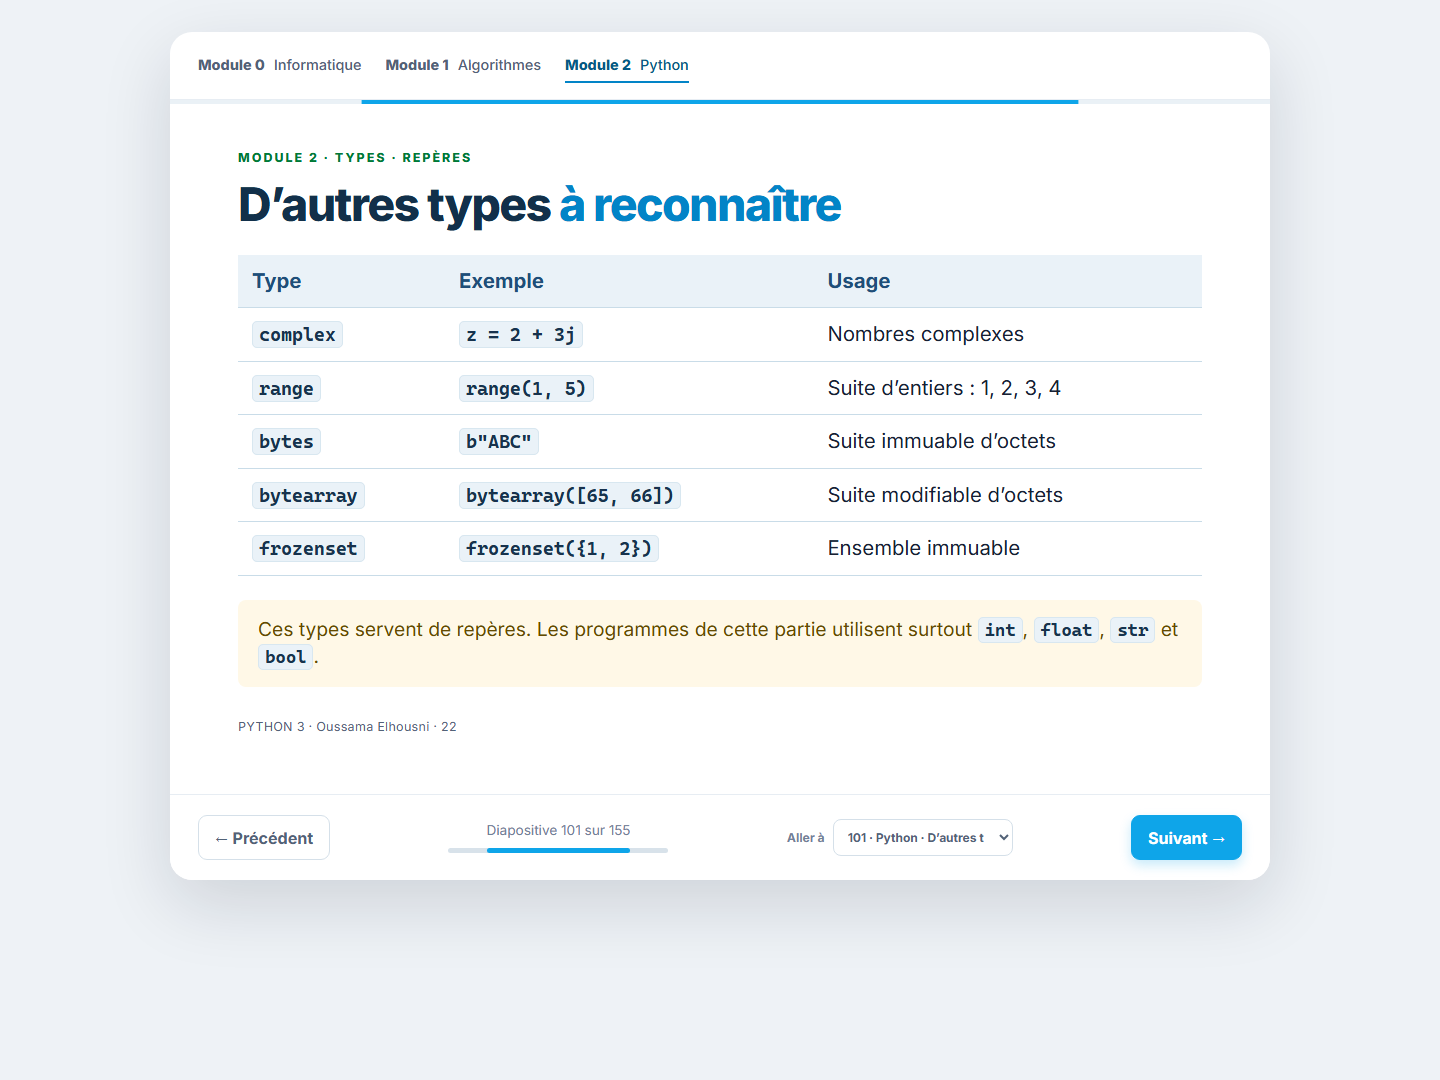 Module 0 Informatique Module 1 Algorithmes Module 2 Python
MODULE 2 · TYPES · REPÈRES
D’autres types à reconnaître
Type Exemple Usage
complex z = 2 + 3j Nombres complexes
range range(1, 5) Suite d’entiers : 1, 2, 3, 4
bytes b"ABC" Suite immuable d’octets
bytearray bytearray([65, 66]) Suite modifiable d’octets
frozenset frozenset({1, 2}) Ensemble immuable
Ces types servent de repères. Les programmes de cette partie utilisent surtout int, float, str et
bool.
PYTHON 3 · Oussama Elhousni · 22
← Précédent Diapositive 101 sur 155 Aller à 101 · Python · D’autres t Suivant →